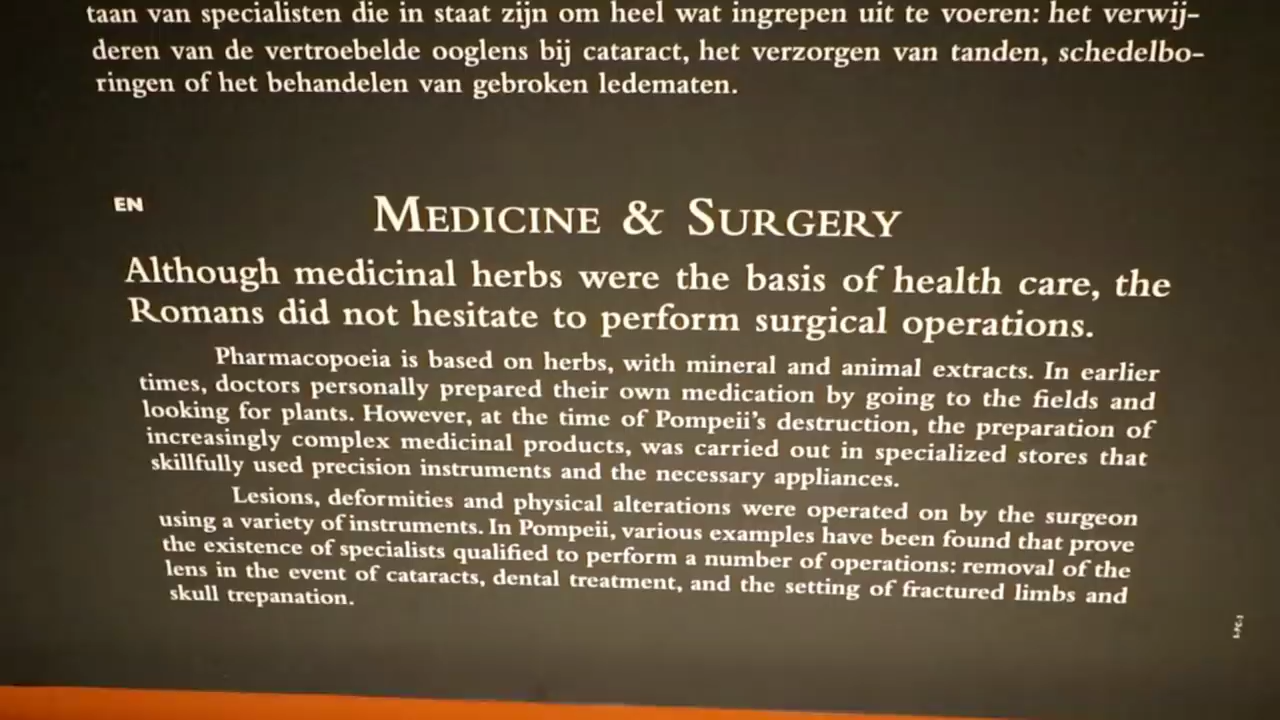 taan van specialisten die in staat zijn om heel wat ingrepen uit te voeren: het verwij-
deren van de vertroebelde ooglens bij cataract, het verzorgen van tanden, schedelbo-
ringen of het behandelen van gebroken ledematen.
EN
MEDICINE & SURGERY
Although medicinal herbs were the basis of health care, the
Romans did not hesitate to perform surgical operations.
Pharmacopoeia is based on herbs, with mineral and animal extracts. In earlier
times, doctors personally prepared their own medication by going to the fields and
looking for plants. However, at the time of Pompeii's destruction, the preparation of
increasingly complex medicinal products, was carried out in specialized stores that
skillfully used precision instruments and the necessary appliances.
Lesions, deformities and physical alterations were operated on by the surgeon
using a variety of instruments. In Pompeii, various examples have been found that prove
the existence of specialists qualified to perform a number of operations: removal of the
lens in the event of cataracts, dental treatment, and the setting of fractured limbs and
skull trepanation.